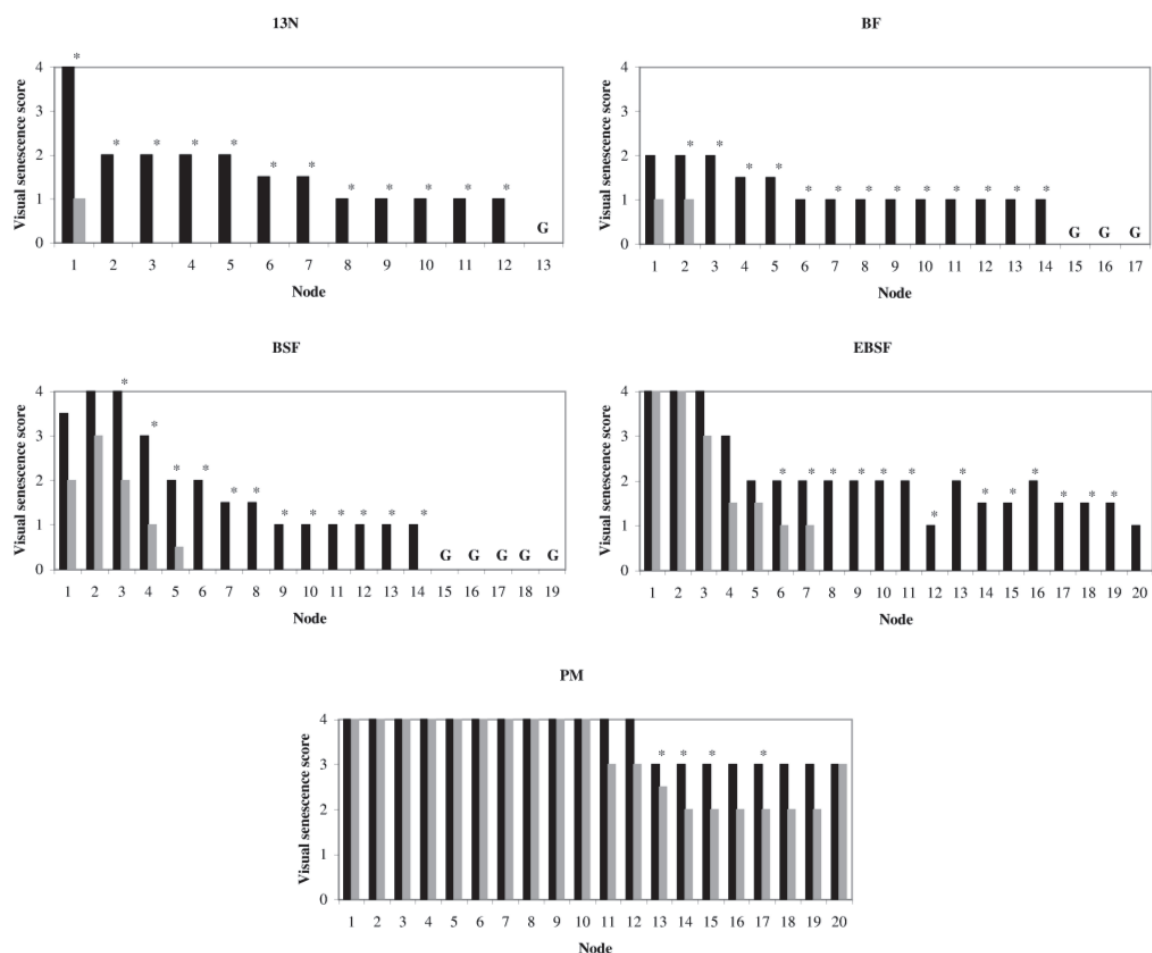 13N
Visual senescence score
4
3
2
1
0
* * * * * * * * * * * *
G
1 2 3 4 5 6 7 8 9 10 11 12 13
Node
BF
Visual senescence score
4
3
2
1
0
* * * * * * * * * * * * *
G G G
1 2 3 4 5 6 7 8 9 10 11 12 13 14 15 16 17
Node
BSF
Visual senescence score
4
3
2
1
0
* * * * * * * * * * * *
G G G G G
1 2 3 4 5 6 7 8 9 10 11 12 13 14 15 16 17 18 19
Node
EBSF
Visual senescence score
4
3
2
1
0
* * * * * * * * * * * * * *
1 2 3 4 5 6 7 8 9 10 11 12 13 14 15 16 17 18 19 20
Node
PM
Visual senescence score
4
3
2
1
0
* * * *
1 2 3 4 5 6 7 8 9 10 11 12 13 14 15 16 17 18 19 20
Node